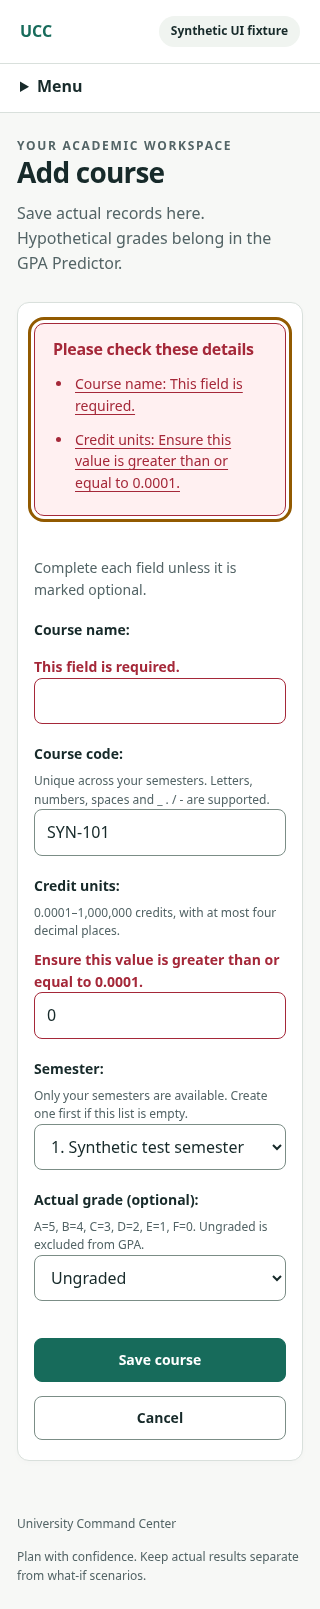 UCC
Synthetic UI fixture
Menu
YOUR ACADEMIC WORKSPACE
Add course
Save actual records here.
Hypothetical grades belong in the
GPA Predictor.
Please check these details
Course name: This field is
required.
Credit units: Ensure this
value is greater than or
equal to 0.0001.
Complete each field unless it is
marked optional.
Course name:
This field is required.
Course code:
Unique across your semesters. Letters,
numbers, spaces and _ . / - are supported.
SYN-101
Credit units:
0.0001–1,000,000 credits, with at most four
decimal places.
Ensure this value is greater than or
equal to 0.0001.
0
Semester:
Only your semesters are available. Create
one first if this list is empty.
1. Synthetic test semester
Actual grade (optional):
A=5, B=4, C=3, D=2, E=1, F=0. Ungraded is
excluded from GPA.
Ungraded
Save course
Cancel
University Command Center
Plan with confidence. Keep actual results separate
from what-if scenarios.